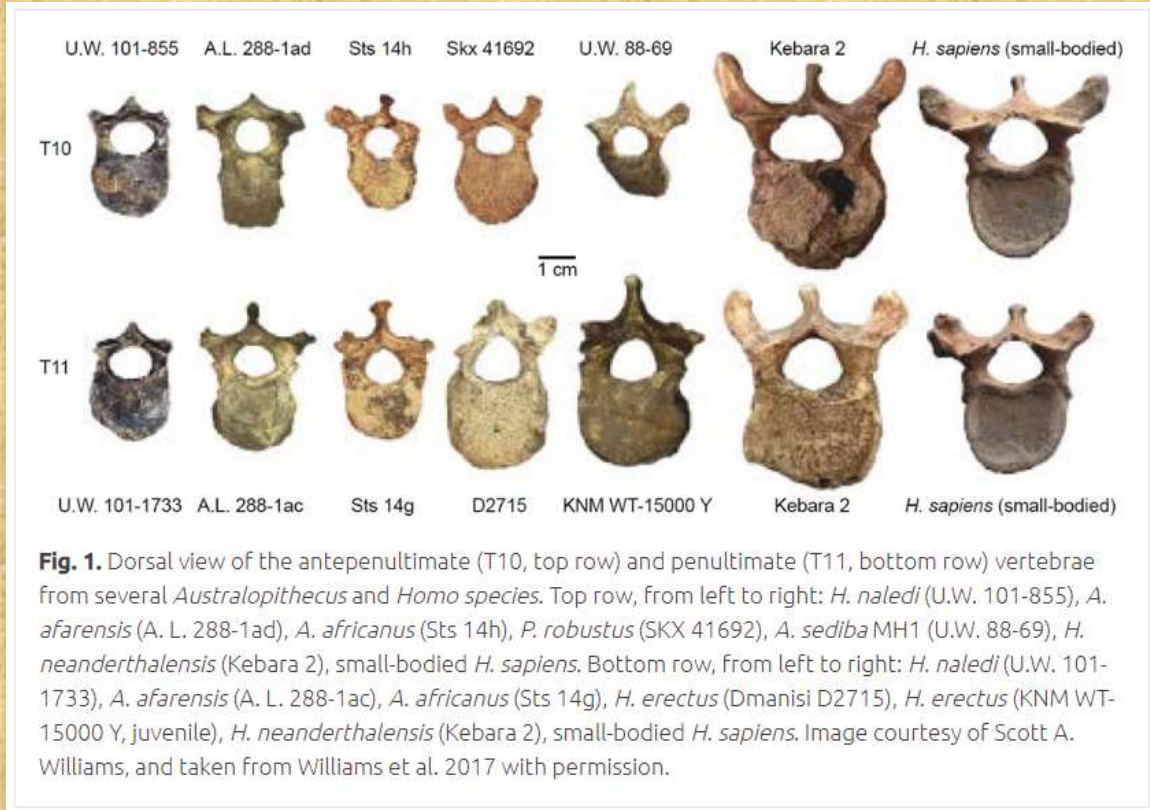 U.W. 101-855 A.L. 288-1ad Sts 14h Skx 41692 U.W. 88-69 Kebara 2 H. sapiens (small-bodied)
T10
1 cm
T11
U.W. 101-1733 A.L. 288-1ac Sts 14g D2715 KNM WT-15000 Y Kebara 2 H. sapiens (small-bodied)
Fig. 1. Dorsal view of the antepenultimate (T10, top row) and penultimate (T11, bottom row) vertebrae
from several Australopithecus and Homo species. Top row, from left to right: H. naledi (U.W. 101-855), A.
afarensis (A. L. 288-1ad), A. africanus (Sts 14h), P. robustus (SKX 41692), A. sediba MH1 (U.W. 88-69), H.
neanderthalensis (Kebara 2), small-bodied H. sapiens. Bottom row, from left to right: H. naledi (U.W. 101-
1733), A. afarensis (A. L. 288-1ac), A. africanus (Sts 14g), H. erectus (Dmanisi D2715), H. erectus (KNM WT-
15000 Y, juvenile), H. neanderthalensis (Kebara 2), small-bodied H. sapiens. Image courtesy of Scott A.
Williams, and taken from Williams et al. 2017 with permission.